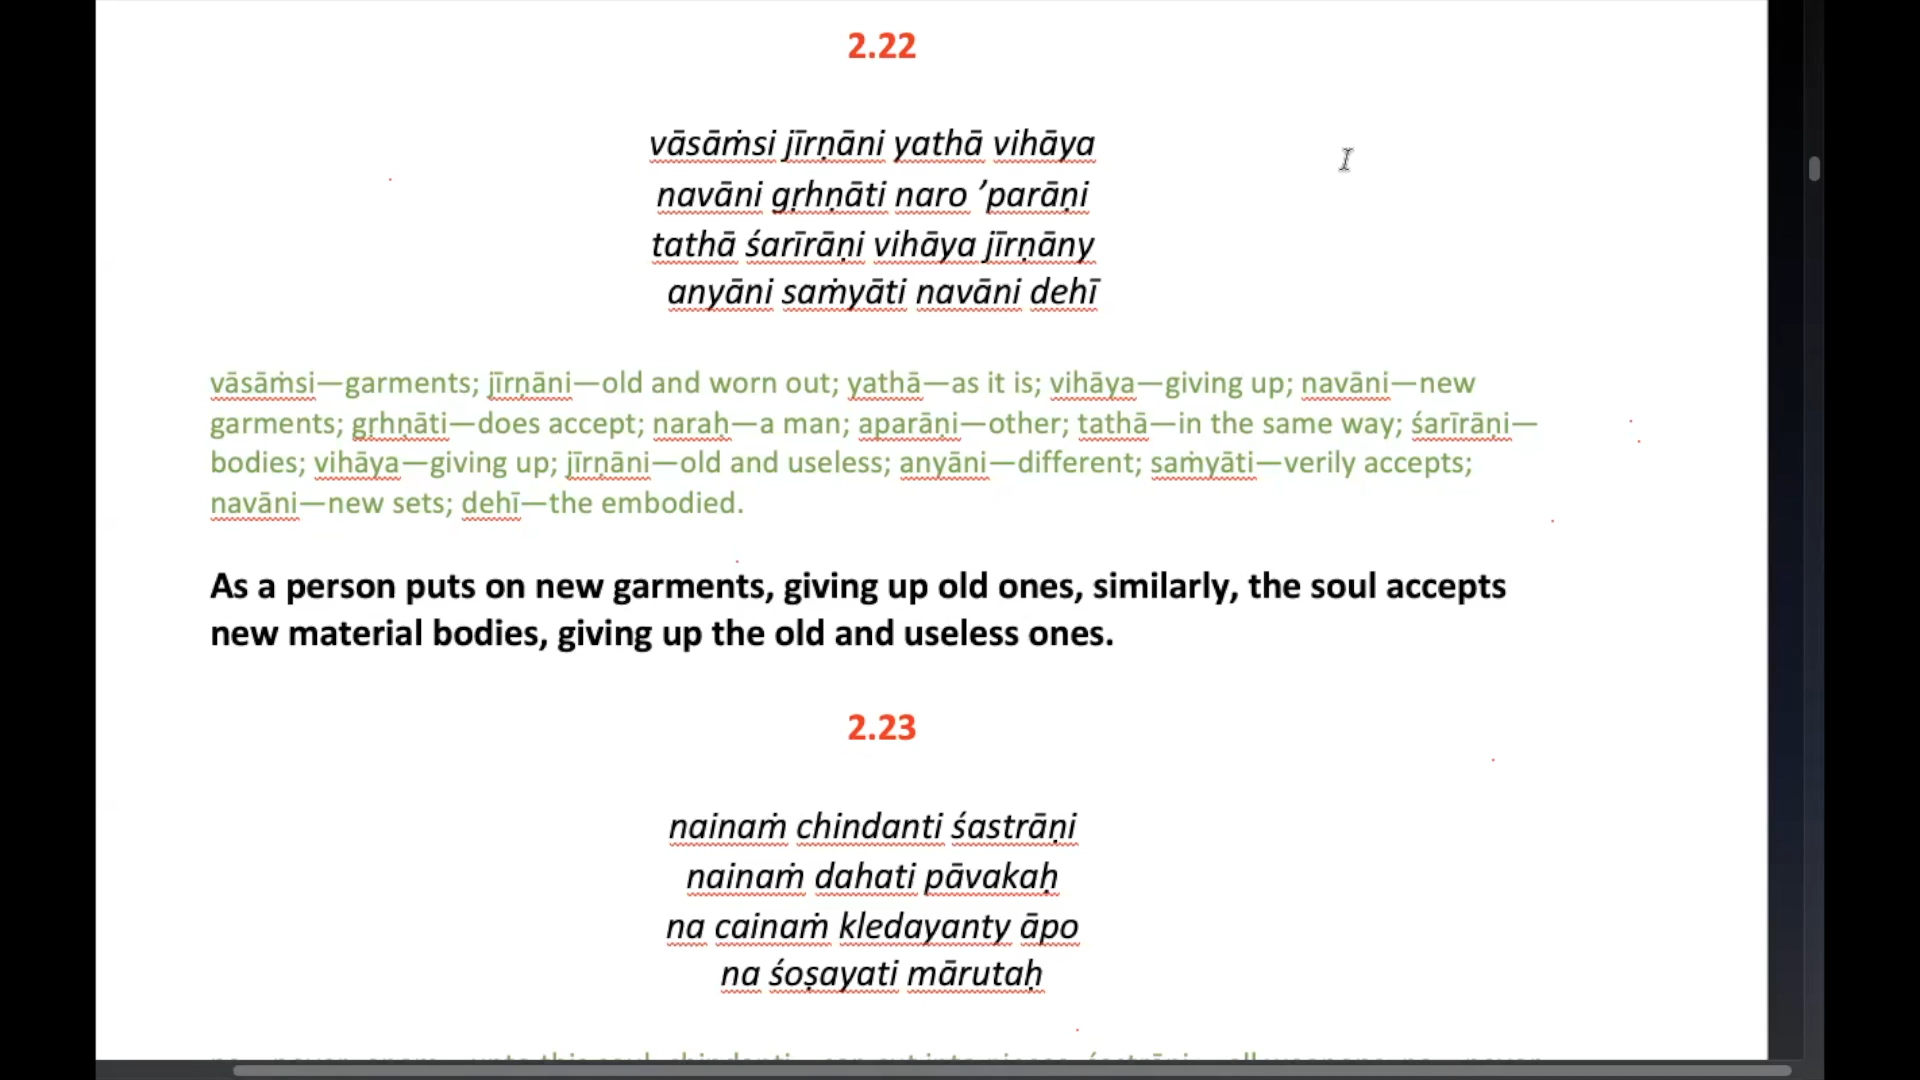 2.22
vāsāṁsi jīrṇāni yathā vihāya
navāni gṛhṇāti naro ’parāṇi
tathā śarīrāṇi vihāya jīrṇāny
anyāni saṁyāti navāni dehī
vāsāṁsi—garments; jīrṇāni—old and worn out; yathā—as it is; vihāya—giving up; navāni—new
garments; gṛhṇāti—does accept; naraḥ—a man; aparāṇi—other; tathā—in the same way; śarīrāṇi—
bodies; vihāya—giving up; jīrṇāni—old and useless; anyāni—different; saṁyāti—verily accepts;
navāni—new sets; dehī—the embodied.
As a person puts on new garments, giving up old ones, similarly, the soul accepts
new material bodies, giving up the old and useless ones.
2.23
nainaṁ chindanti śastrāṇi
nainaṁ dahati pāvakaḥ
na cainaṁ kledayanty āpo
na śoṣayati mārutaḥ